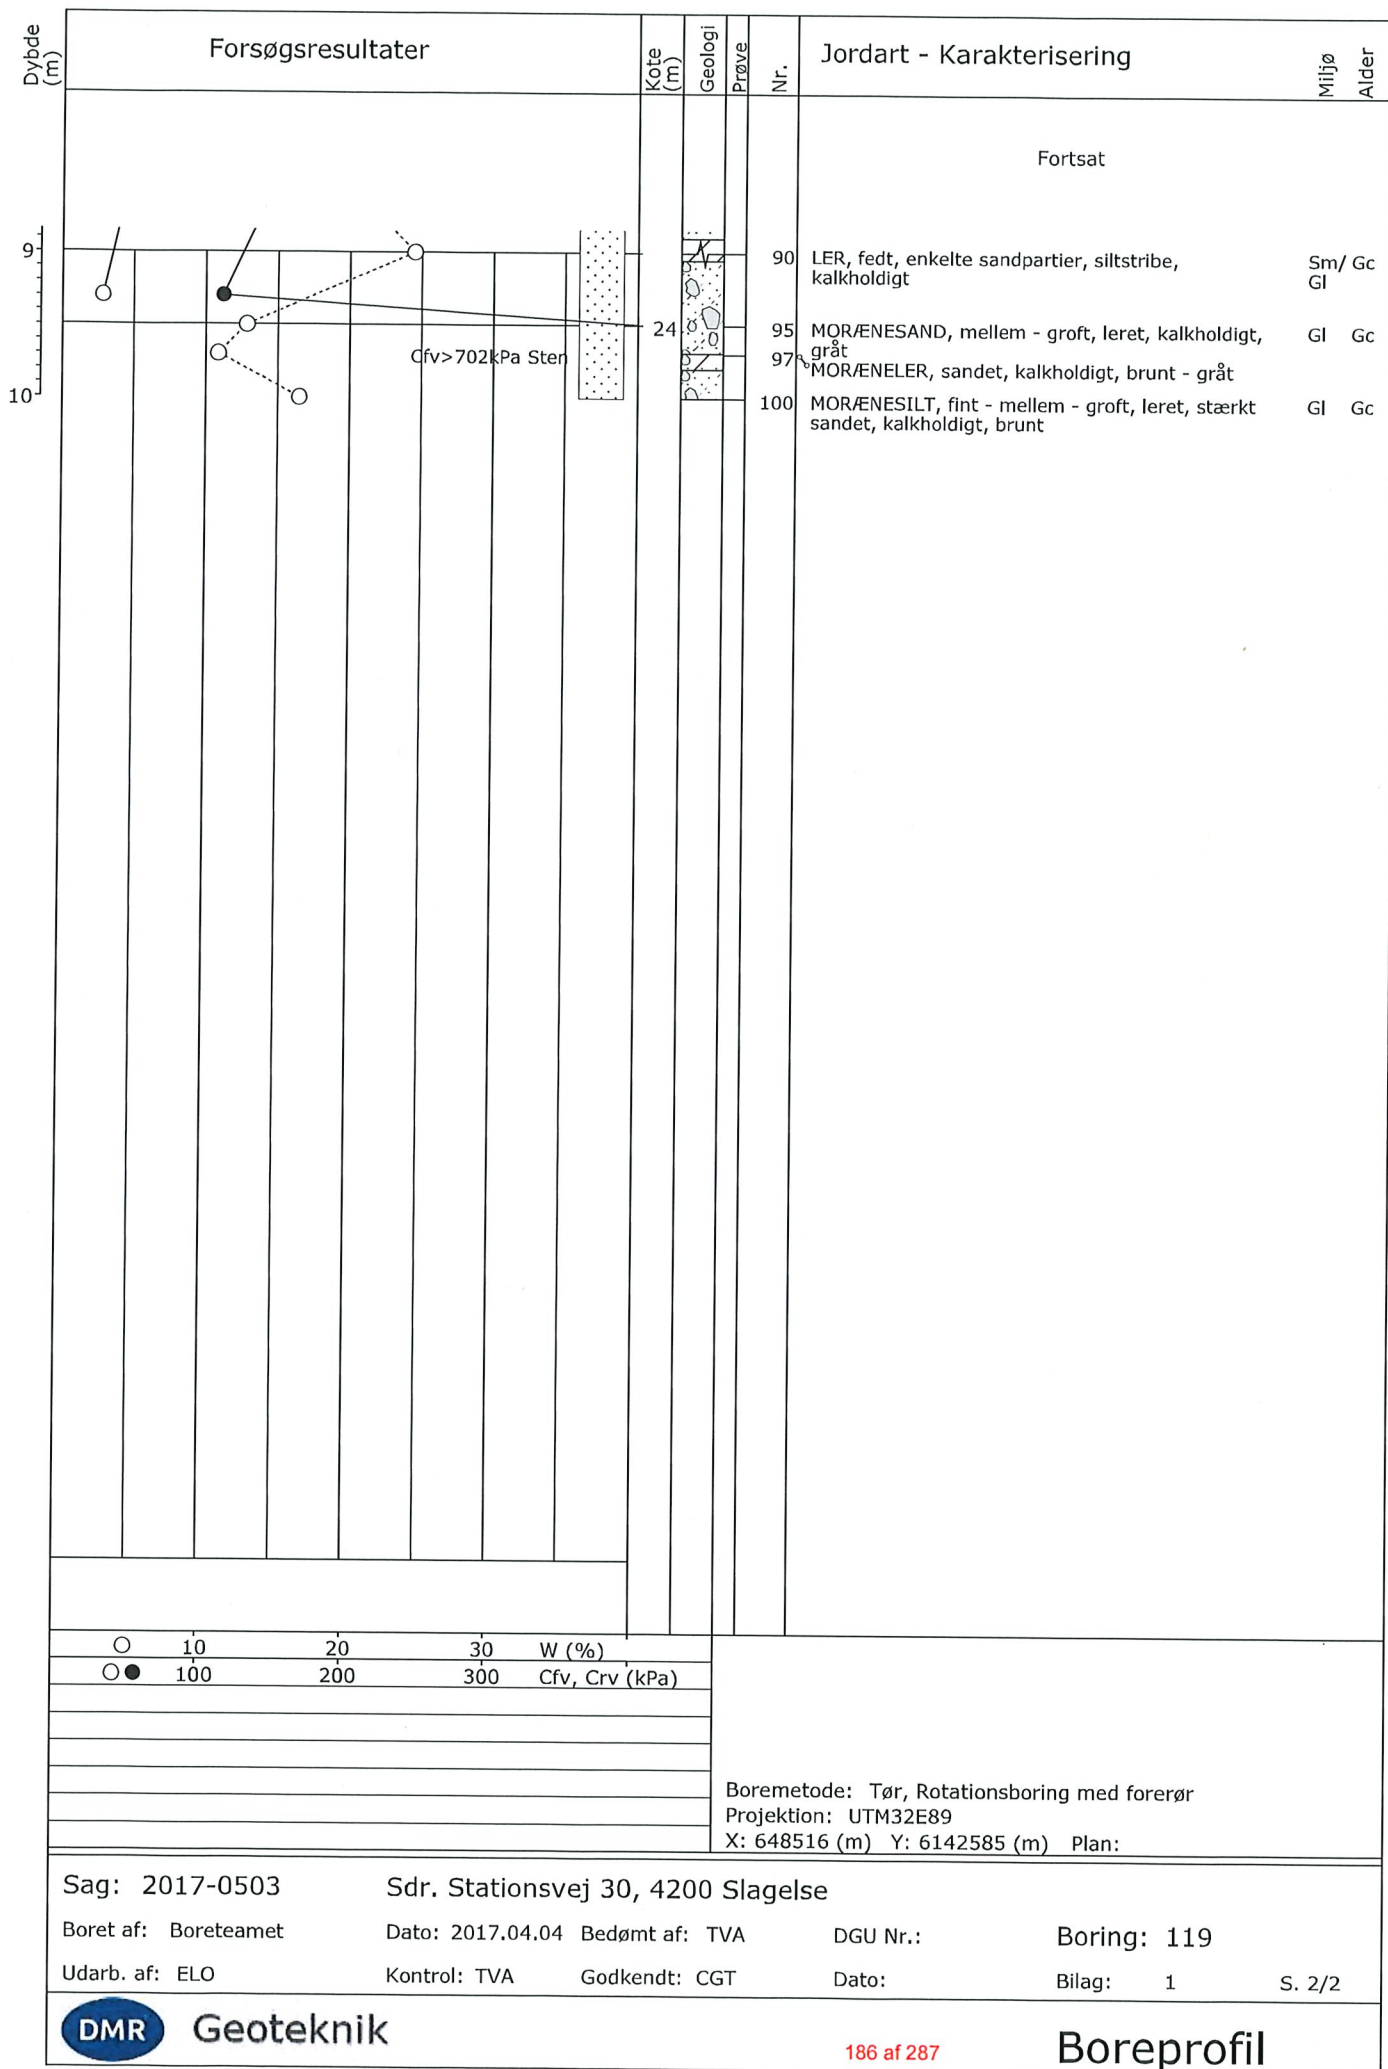 Dybde
(m)
Forsøgsresultater
Kote
(m)
Geologi
Prøve
Nr.
Jordart - Karakterisering
Miljø
Alder
Fortsat
9
90 LER, fedt, enkelte sandpartier, siltstribe, Sm/ Gc
kalkholdigt Gl
24
95 MORÆNESAND, mellem - groft, leret, kalkholdigt, Gl Gc
gråt
Cfv>702kPa Sten
97 MORÆNELER, sandet, kalkholdigt, brunt - gråt
10
100 MORÆNESILT, fint - mellem - groft, leret, stærkt Gl Gc
sandet, kalkholdigt, brunt
10 20 30 W (%)
100 200 300 Cfv, Crv (kPa)
Boremetode: Tør, Rotationsboring med forerør
Projektion: UTM32E89
X: 648516 (m) Y: 6142585 (m) Plan:
Sag: 2017-0503 Sdr. Stationsvej 30, 4200 Slagelse
Boret af: Boreteamet Dato: 2017.04.04 Bedømt af: TVA DGU Nr.: Boring: 119
Udarb. af: ELO Kontrol: TVA Godkendt: CGT Dato: Bilag: 1 S. 2/2
DMR Geoteknik
186 af 287
Boreprofil